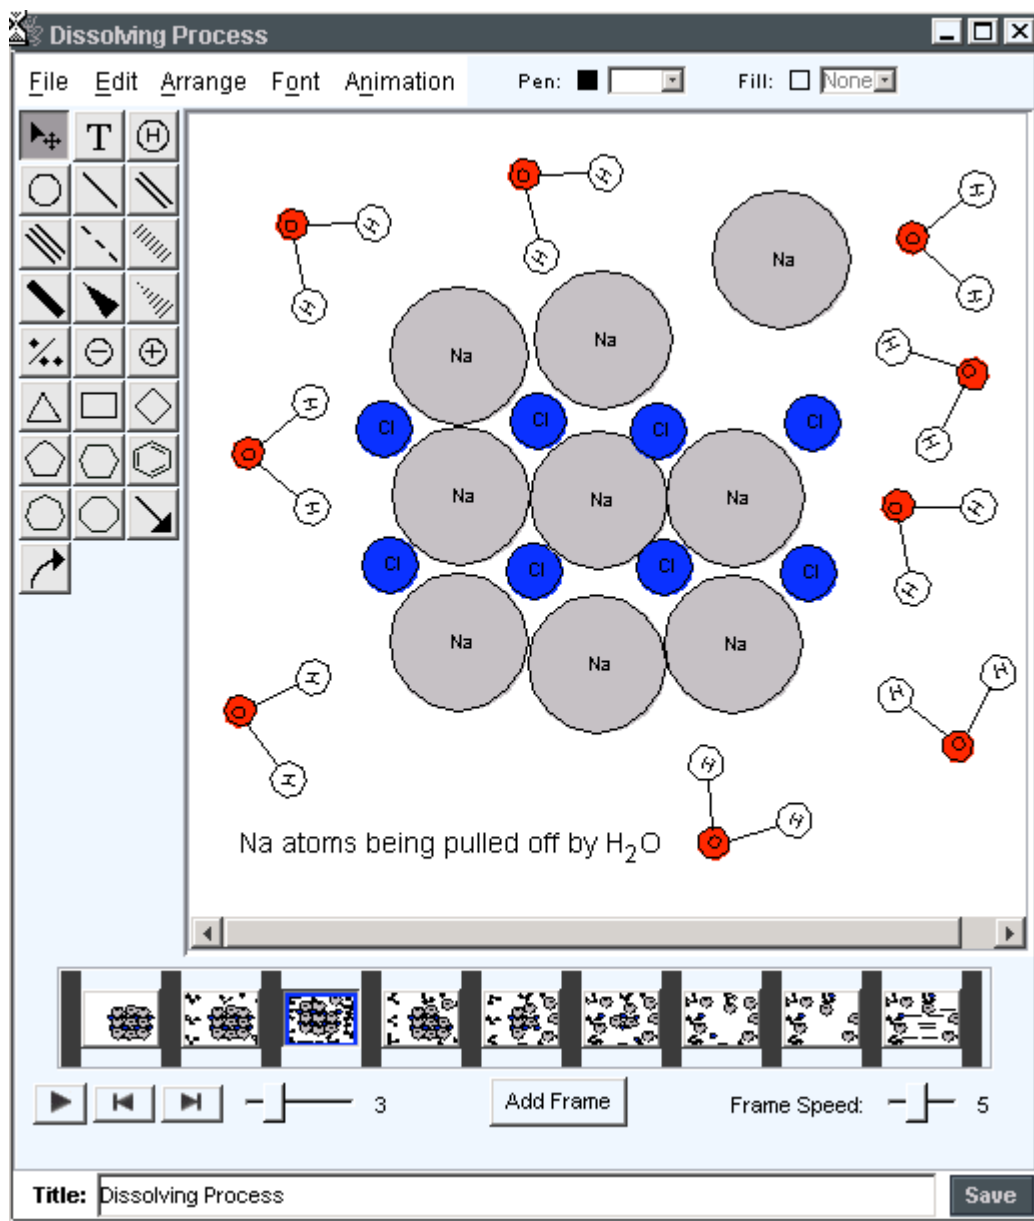 Dissolving Process
File Edit Arrange Font Animation Pen: Fill: None
T H
O H H
O H H
Na
O H H
Na
Na
O H H
Cl
Cl
Cl
Cl
O H H
Na
Na
Na
O H H
Cl
Cl
Cl
Cl
Na
Na
Na
O H H
O H H
O H H
Na atoms being pulled off by H₂O
3 Add Frame Frame Speed: 5
Title: Dissolving Process Save